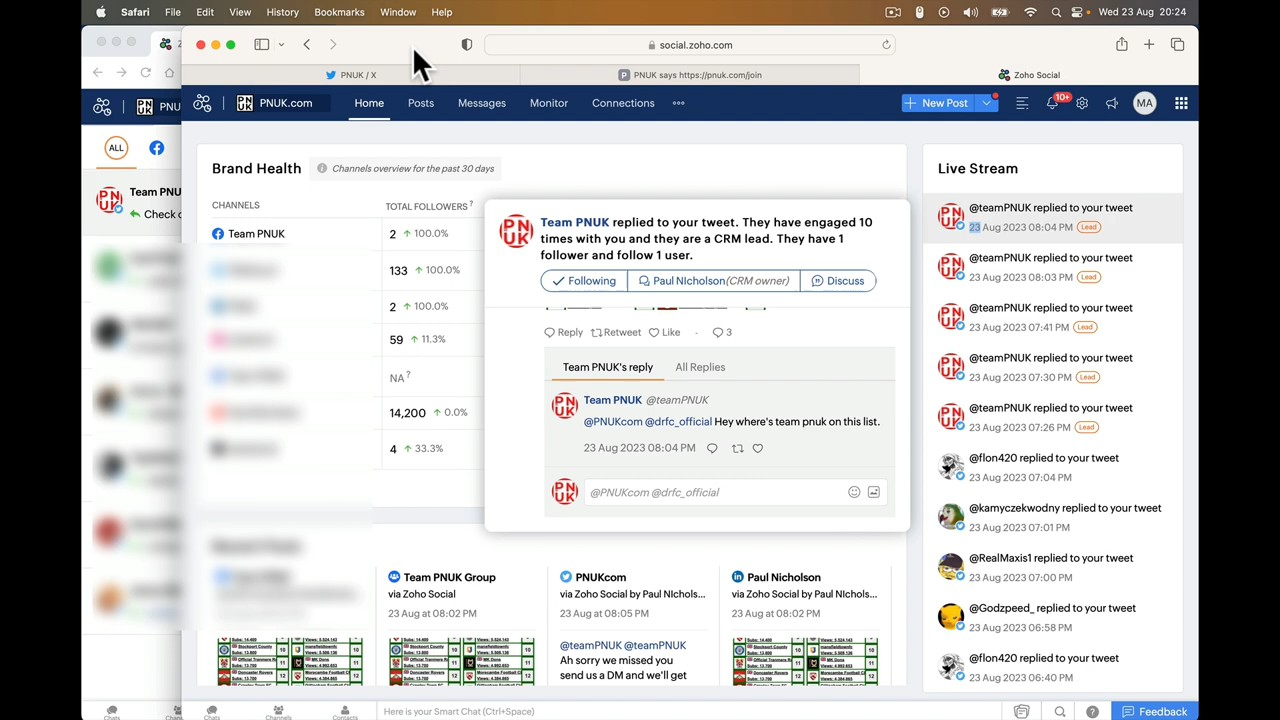 Safari File Edit View History Bookmarks Window Help
Wed 23 Aug 20:24
social.zoho.com
PNUK / X
PNUK says https://pnuk.com/join
Zoho Social
PNUK.com
Home
Posts
Messages
Monitor
Connections
New Post
10+
MA
ALL
Team PNU
Check o
Brand Health
Channels overview for the past 30 days
CHANNELS
TOTAL FOLLOWERS ?
Team PNUK
2 100.0%
133 100.0%
2 100.0%
59 11.3%
NA ?
14,200 0.0%
4 33.3%
Team PNUK replied to your tweet. They have engaged 10
times with you and they are a CRM lead. They have 1
follower and follow 1 user.
Following
Paul NIcholson(CRM owner)
Discuss
Reply Retweet Like - 3
Team PNUK's reply
All Replies
Team PNUK @teamPNUK
@PNUKcom @drfc_official Hey where's team pnuk on this list.
23 Aug 2023 08:04 PM
@PNUKcom @drfc_official
Live Stream
@teamPNUK replied to your tweet
23 Aug 2023 08:04 PM Lead
@teamPNUK replied to your tweet
23 Aug 2023 08:03 PM Lead
@teamPNUK replied to your tweet
23 Aug 2023 07:41 PM Lead
@teamPNUK replied to your tweet
23 Aug 2023 07:30 PM Lead
@teamPNUK replied to your tweet
23 Aug 2023 07:26 PM Lead
@flon420 replied to your tweet
23 Aug 2023 07:04 PM
@kamyczekwodny replied to your tweet
23 Aug 2023 07:01 PM
@RealMaxis1 replied to your tweet
23 Aug 2023 07:00 PM
@Godzpeed_ replied to your tweet
23 Aug 2023 06:58 PM
@flon420 replied to your tweet
23 Aug 2023 06:40 PM
Team PNUK Group
via Zoho Social
23 Aug at 08:02 PM
PNUKcom
via Zoho Social by Paul NIchols...
23 Aug at 08:05 PM
@teamPNUK @teamPNUK
Ah sorry we missed you
send us a DM and we'll get
Paul Nicholson
via Zoho Social by Paul NIchols...
23 Aug at 08:02 PM
Chats
Chats
Channels
Contacts
Here is your Smart Chat (Ctrl+Space)
Feedback